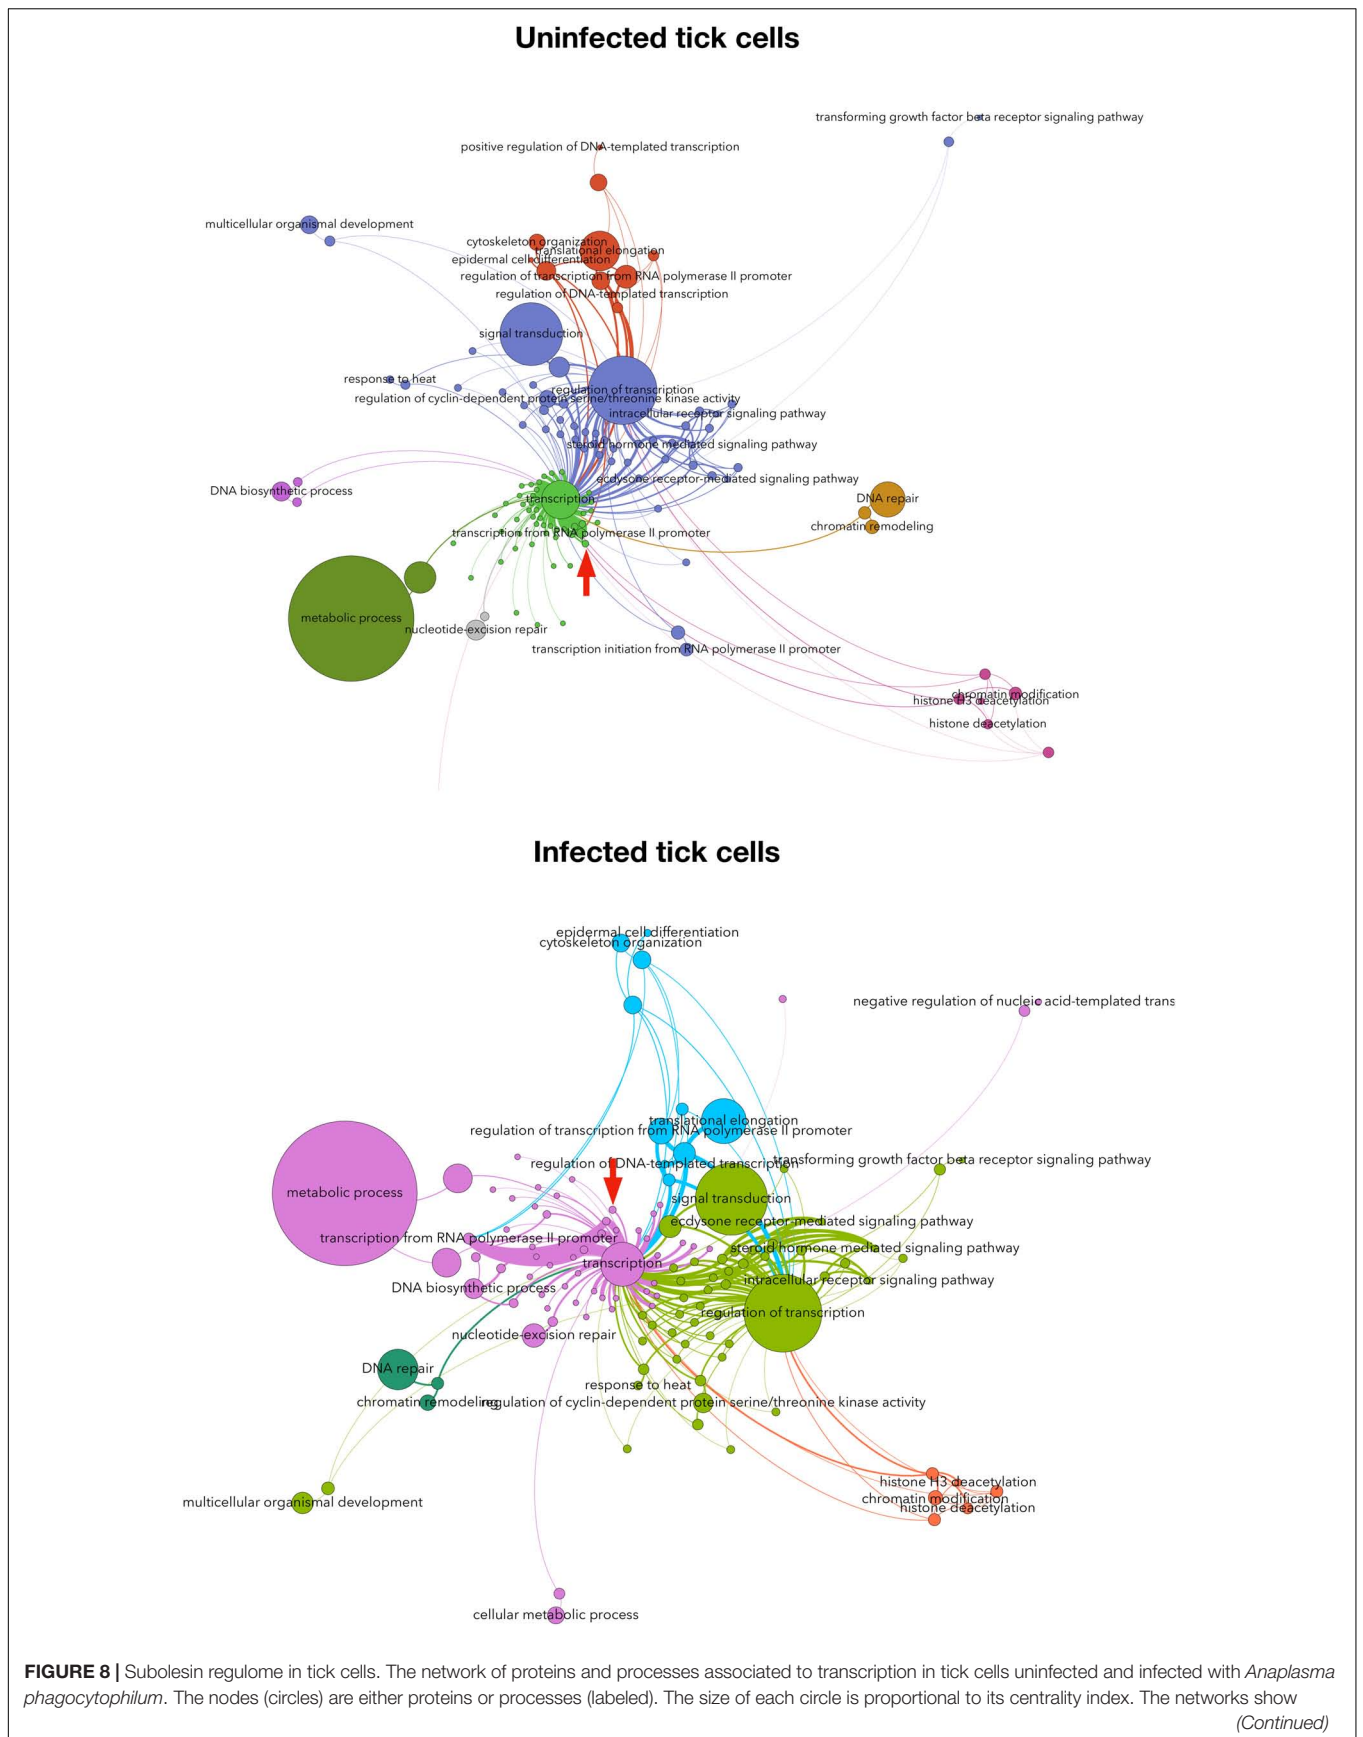 Uninfected tick cells
transforming growth factor beta receptor signaling pathway
positive regulation of DNA-templated transcription
multicellular organismal development
cytoskeleton organization
translational elongation
epidermal cell differentiation
regulation of transcription from RNA polymerase II promoter
regulation of DNA-templated transcription
signal transduction
response to heat
regulation of transcription
regulation of cyclin-dependent protein serine/threonine kinase activity
intracellular receptor signaling pathway
steroid hormone mediated signaling pathway
ecdysone receptor-mediated signaling pathway
DNA biosynthetic process
transcription
DNA repair
chromatin remodeling
transcription from RNA polymerase II promoter
metabolic process
nucleotide-excision repair
transcription initiation from RNA polymerase II promoter
chromatin modification
histone H3 deacetylation
histone deacetylation
Infected tick cells
epidermal cell differentiation
cytoskeleton organization
negative regulation of nucleic acid-templated trans
translational elongation
regulation of transcription from RNA polymerase II promoter
regulation of DNA-templated transcription
transforming growth factor beta receptor signaling pathway
metabolic process
signal transduction
ecdysone receptor-mediated signaling pathway
transcription from RNA polymerase II promoter
steroid hormone mediated signaling pathway
transcription
intracellular receptor signaling pathway
DNA biosynthetic process
regulation of transcription
nucleotide-excision repair
DNA repair
response to heat
chromatin remodeling
regulation of cyclin-dependent protein serine/threonine kinase activity
histone H3 deacetylation
chromatin modification
histone deacetylation
multicellular organismal development
cellular metabolic process
FIGURE 8 | Subolesin regulome in tick cells. The network of proteins and processes associated to transcription in tick cells uninfected and infected with Anaplasma
phagocytophilum. The nodes (circles) are either proteins or processes (labeled). The size of each circle is proportional to its centrality index. The networks show
(Continued)